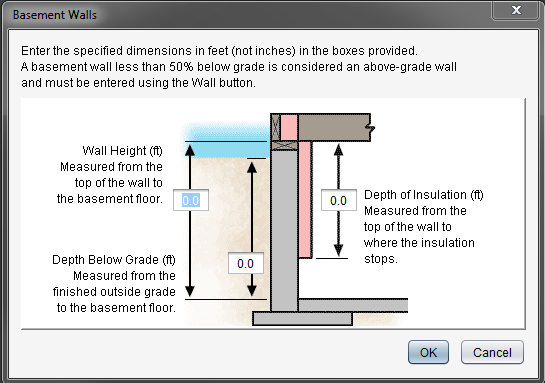 Basement Walls
X
Enter the specified dimensions in feet (not inches) in the boxes provided.
A basement wall less than 50% below grade is considered an above-grade wall
and must be entered using the Wall button.
Wall Height (ft)
Measured from the
top of the wall to
the basement floor.
0.0
Depth Below Grade (ft)
Measured from the
finished outside grade
to the basement floor.
0.0
0.0
Depth of Insulation (ft)
Measured from the
top of the wall to
where the insulation
stops.
OK
Cancel